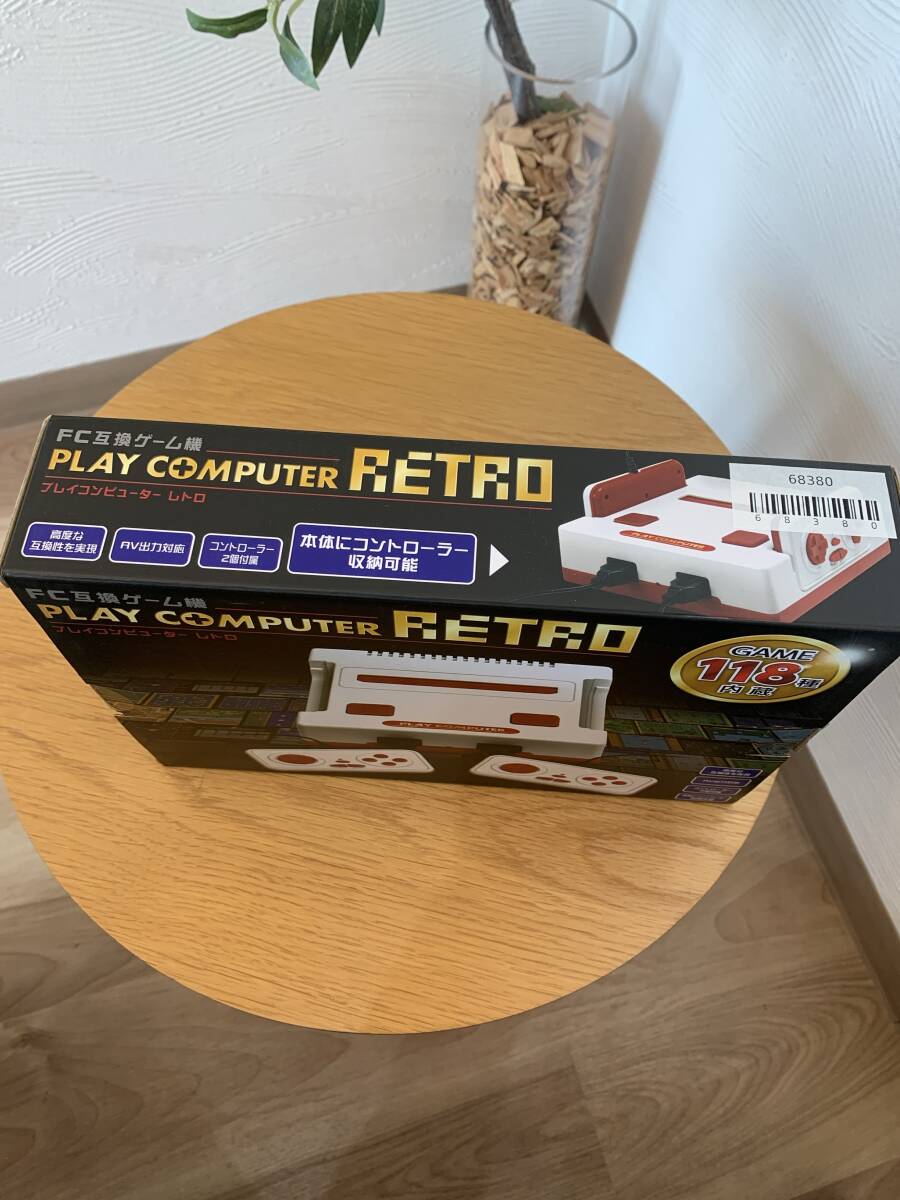 FC互換ゲーム機
PLAY COMPUTER RETRO
プレイコンピューター レトロ
高度な
互換性を実現
AV出力対応
コントローラー
2個付属
本体にコントローラー
収納可能
PLAY COMPUTER
68380
68380
FC互換ゲーム機
PLAY COMPUTER RETRO
プレイコンピューター レトロ
GAME
118種
内蔵
PLAY COMPUTER